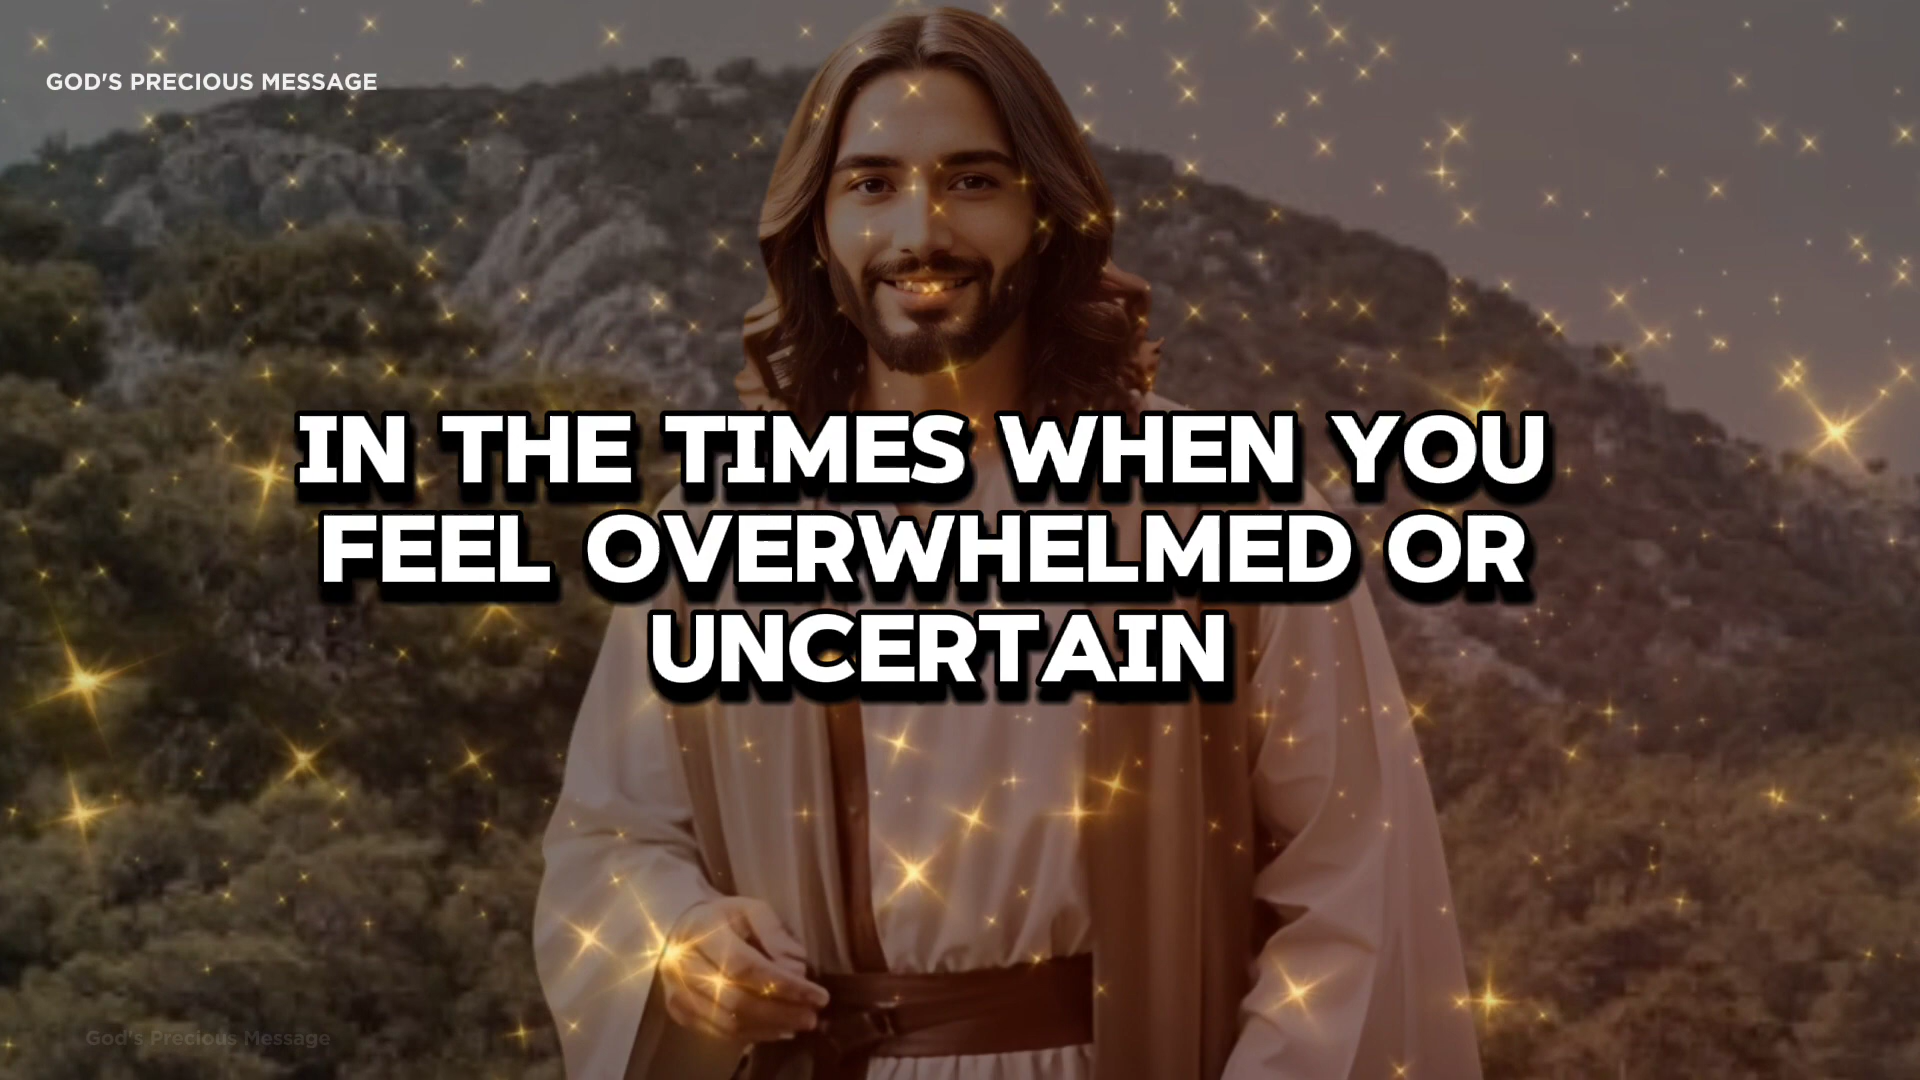 GOD'S PRECIOUS MESSAGE
IN THE TIMES WHEN YOU
FEEL OVERWHELMED OR
UNCERTAIN
God's Precious Message